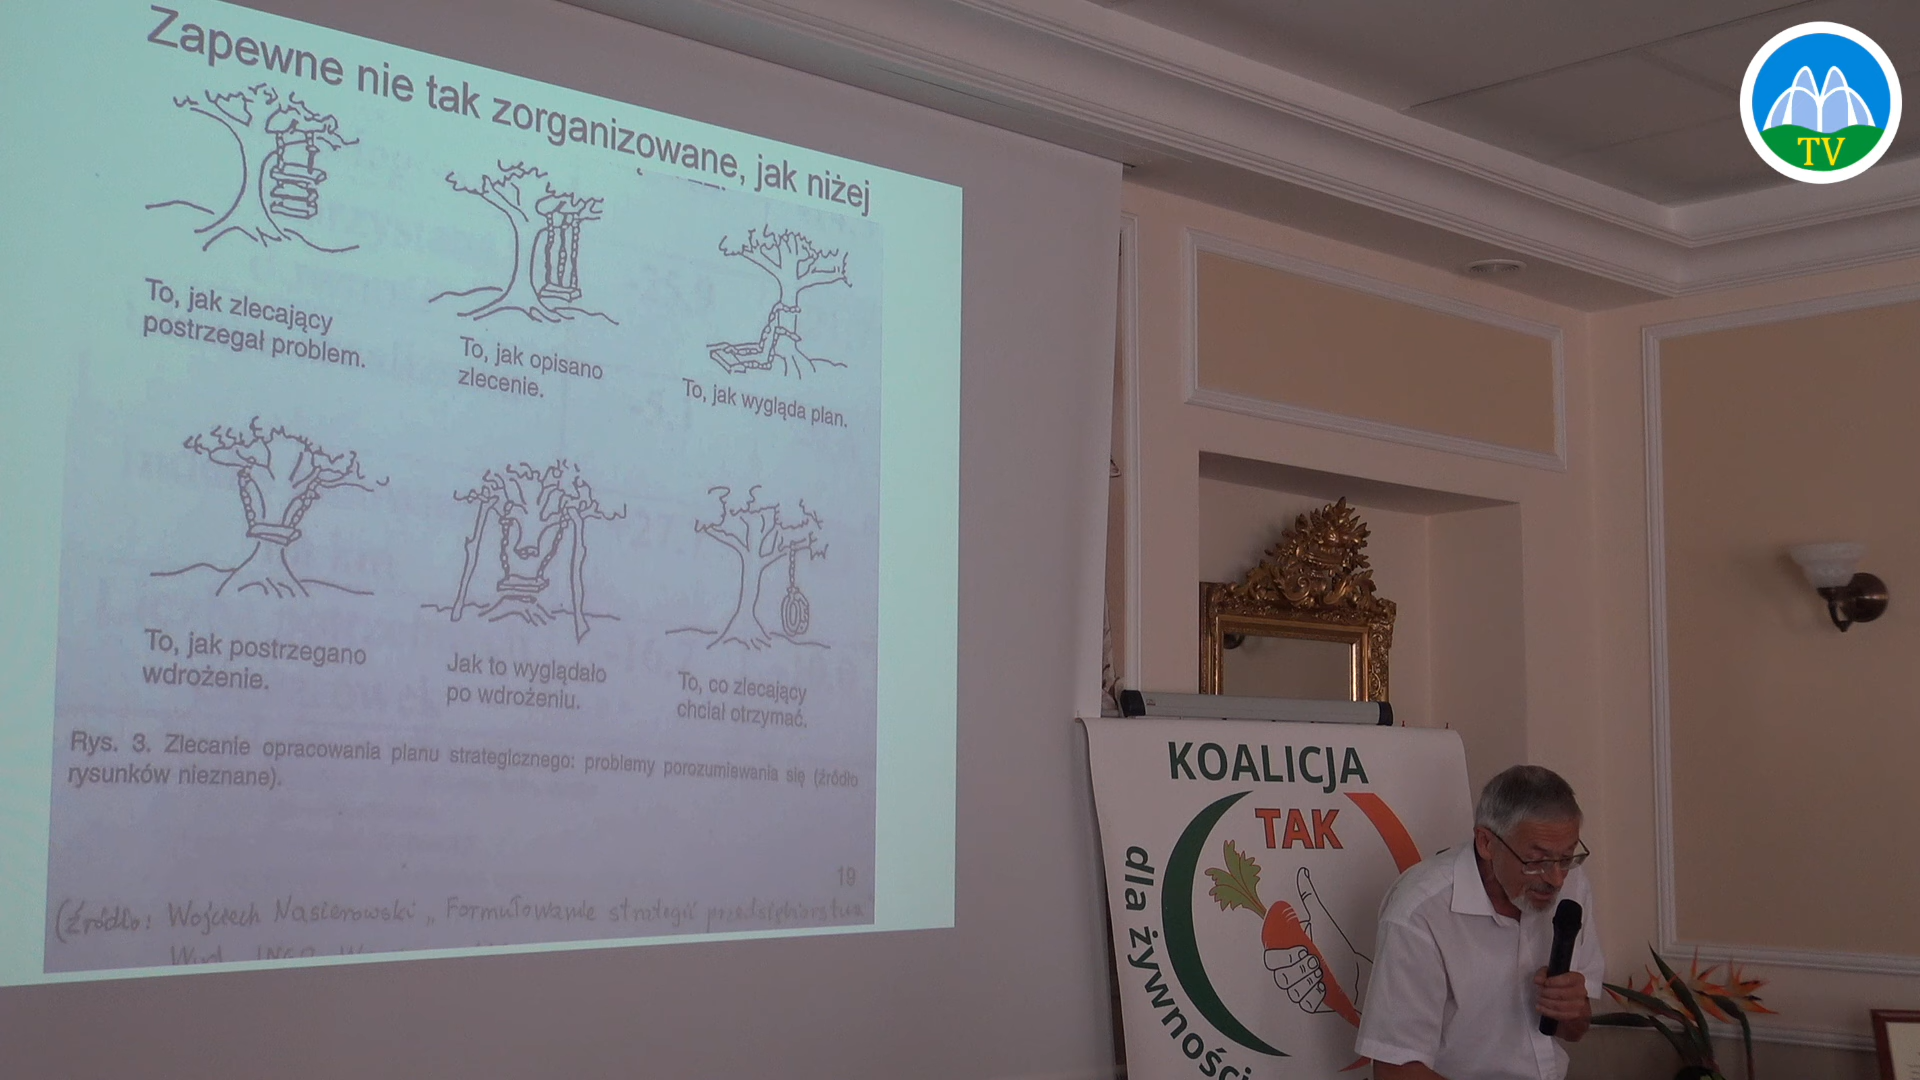 Zapewne nie tak zorganizowane, jak niżej
To, jak zlecający
postrzegał problem.
To, jak opisano
zlecenie.
To, jak wygląda plan.
To, jak postrzegano
wdrożenie.
Jak to wyglądało
po wdrożeniu.
To, co zlecający
chciał otrzymać.
Rys. 3. Zlecanie opracowania planu strategicznego: problemy porozumiewania się (źródło
rysunków nieznane).
19
(Źródło: Wojciech Nasierowski „Formułowanie strategii przedsiębiorstwa
TV
KOALICJA
TAK
dla żywności